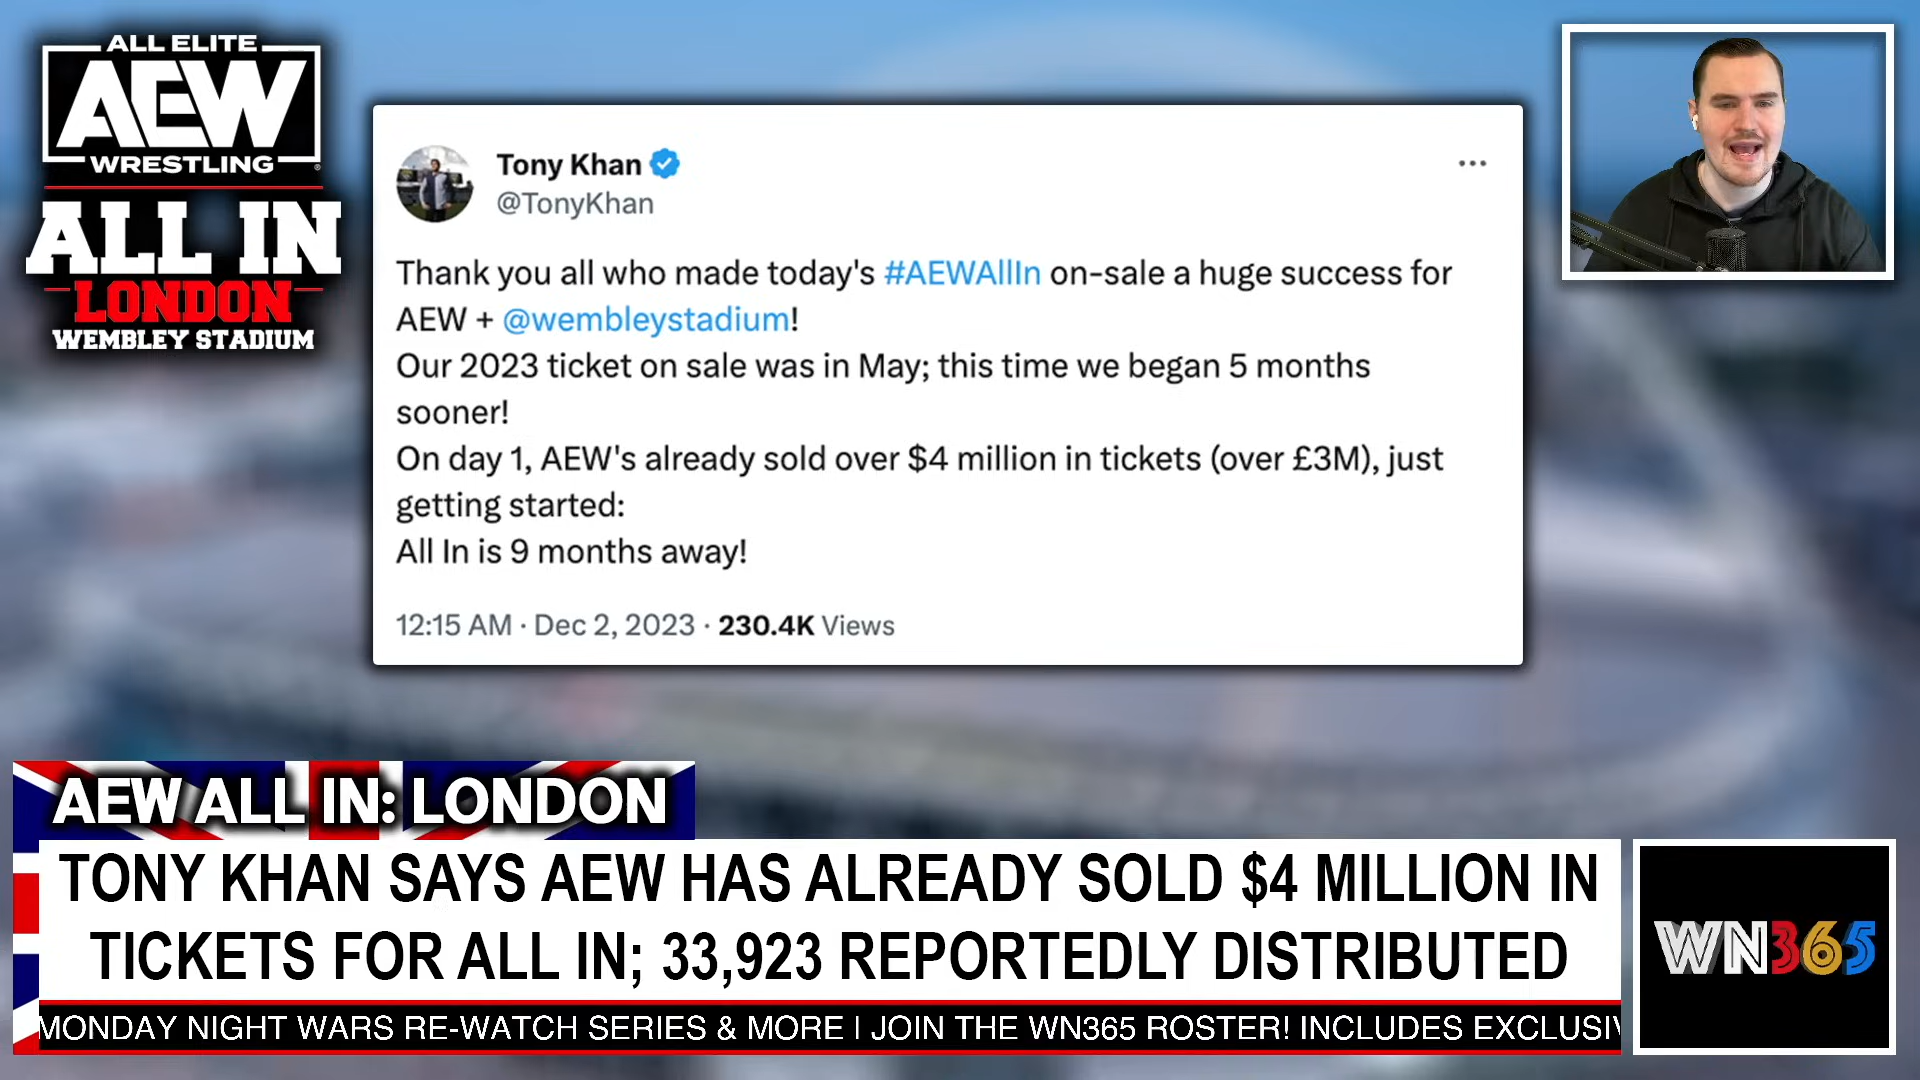 ALL ELITE
AEW
WRESTLING
ALL IN
LONDON
WEMBLEY STADIUM
Tony Khan
@TonyKhan
Thank you all who made today's #AEWAllIn on-sale a huge success for
AEW + @wembleystadium!
Our 2023 ticket on sale was in May; this time we began 5 months
sooner!
On day 1, AEW's already sold over $4 million in tickets (over £3M), just
getting started:
All In is 9 months away!
12:15 AM · Dec 2, 2023 · 230.4K Views
AEW ALL IN: LONDON
TONY KHAN SAYS AEW HAS ALREADY SOLD $4 MILLION IN
TICKETS FOR ALL IN; 33,923 REPORTEDLY DISTRIBUTED
MONDAY NIGHT WARS RE-WATCH SERIES & MORE | JOIN THE WN365 ROSTER! INCLUDES EXCLUSIV
WN365